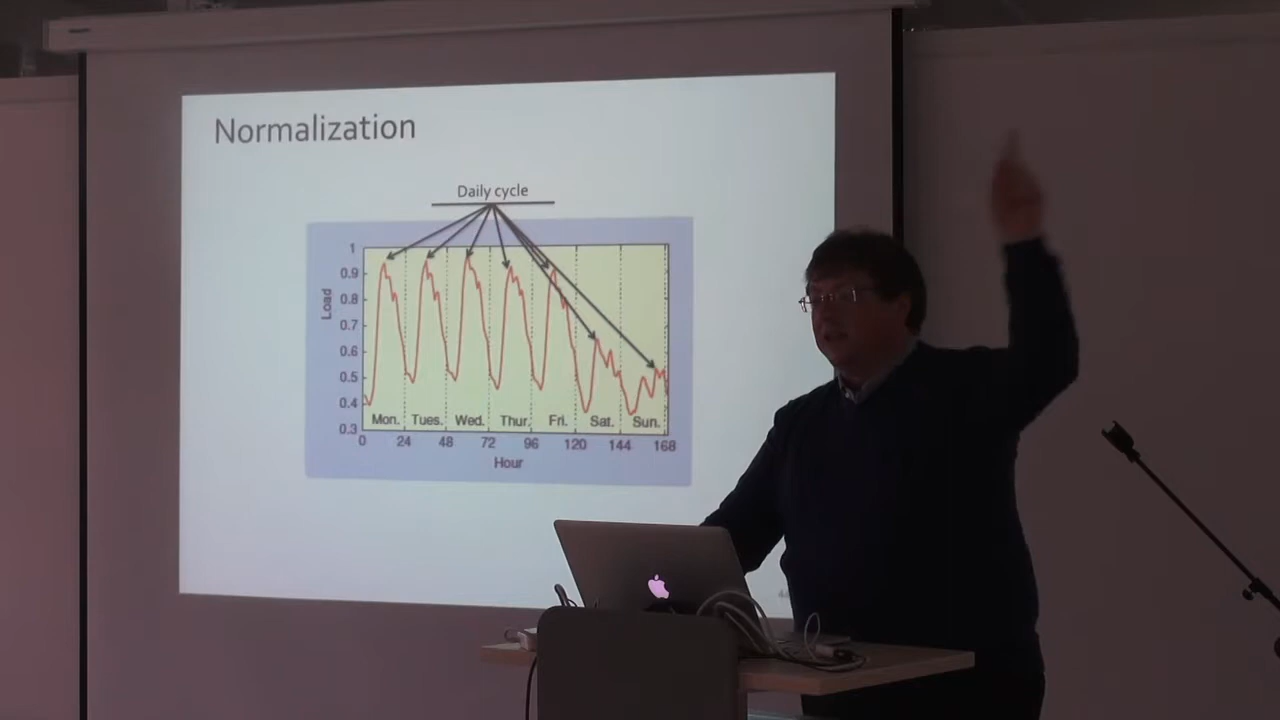 Normalization
Daily cycle
1
0.9
0.8
0.7
0.6
0.5
0.4
0.3
Load
Mon. Tues. Wed. Thur. Fri. Sat. Sun.
0 24 48 72 96 120 144 168
Hour